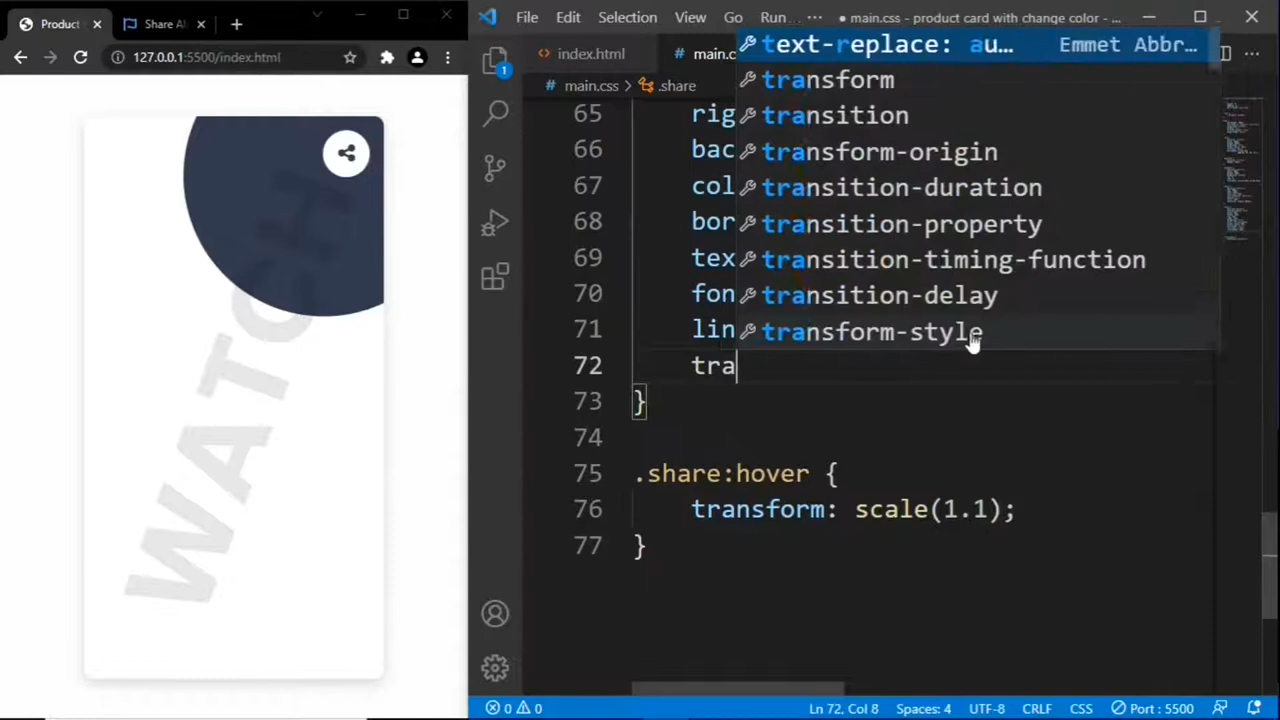 Product
Share Al
File Edit Selection View Go Run ··· ● main.css - product card with change color - ...
127.0.0.1:5500/index.html
index.html
# main.c
main.css > .share
1
WATCH
text-replace: au... Emmet Abbr...
transform
transition
transform-origin
transition-duration
transition-property
transition-timing-function
transition-delay
transform-style
65 rig
66 bac
67 col
68 bor
69 tex
70 fon
71 lin
72 tra
73 }
74
75 .share:hover {
76 transform: scale(1.1);
77 }
0 0 Ln 72, Col 8 Spaces: 4 UTF-8 CRLF CSS Port : 5500